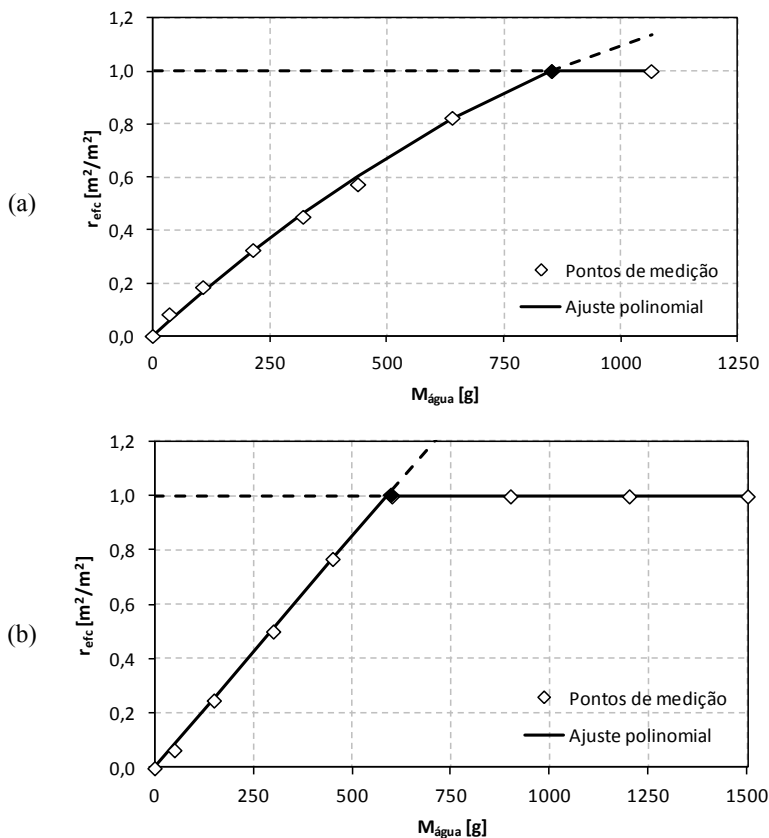 (a)
r_efc [m²/m²]
1,2
1,0
0,8
0,6
0,4
0,2
0,0
Pontos de medição
Ajuste polinomial
0 250 500 750 1000 1250
M_água [g]
(b)
r_efc [m²/m²]
1,2
1,0
0,8
0,6
0,4
0,2
0,0
Pontos de medição
Ajuste polinomial
0 250 500 750 1000 1250 1500
M_água [g]